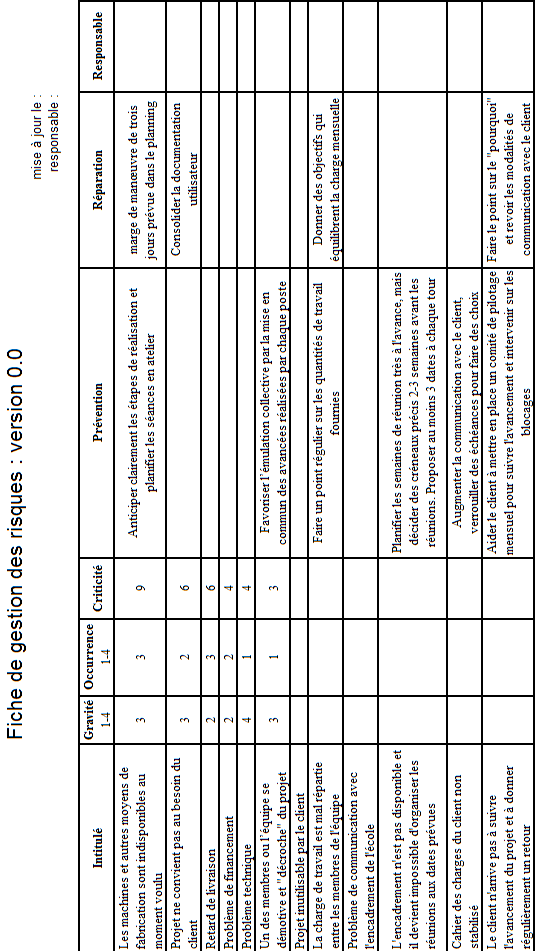 Fiche de gestion des risques : version 0.0
mise à jour le :
responsable :
Intitulé
Gravité
1-4
Occurrence
1-4
Criticité
Prévention
Réparation
Responsable
Les machines et autres moyens de
fabrication sont indisponibles au
moment voulu
3
3
9
Anticiper clairement les étapes de réalisation et
planifier les séances en atelier
marge de manœuvre de trois
jours prévue dans le planning
Projet ne convient pas au besoin du
client
3
2
6
Consolider la documentation
utilisateur
Retard de livraison
2
3
6
Problème de financement
2
2
4
Problème technique
4
1
4
Un des membres ou l'équipe se
démotive et "décroche" du projet
3
1
3
Favoriser l'émulation collective par la mise en
commun des avancées réalisées par chaque poste
Projet inutilisable par le client
La charge de travail est mal répartie
entre les membres de l'équipe
Faire un point régulier sur les quantités de travail
fournies
Donner des objectifs qui
équilibrent la charge mensuelle
Problème de communication avec
l'encadrement de l'école
l'encadrement n'est pas disponible et
il devient impossible d'organiser les
réunions aux dates prévues
Planifier les semaines de réunion très à l'avance, mais
décider des créneaux précis 2-3 semaines avant les
réunions. Proposer au moins 3 dates à chaque tour
Cahier des charges du client non
stabilisé
Augmenter la communication avec le client,
verrouiller des échéances pour faire des choix
Le client n'arrive pas à suivre
l'avancement du projet et à donner
régulièrement un retour
Aider le client à mettre en place un comité de pilotage
mensuel pour suivre l'avancement et intervenir sur les
blocages
Faire le point sur le "pourquoi"
et revoir les modalités de
communication avec le client